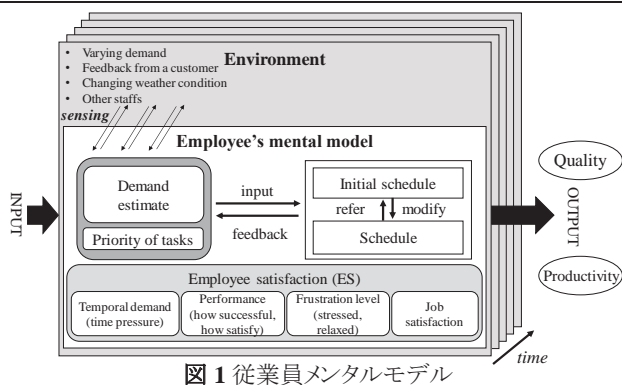 • Varying demand
• Feedback from a customer
• Changing weather condition
• Other staffs
Environment
sensing
Employee's mental model
INPUT
Demand
estimate
Priority of tasks
input
feedback
Initial schedule
refer
modify
Schedule
Employee satisfaction (ES)
Temporal demand
(time pressure)
Performance
(how successful,
how satisfy)
Frustration level
(stressed,
relaxed)
Job
satisfaction
OUTPUT
Quality
Productivity
time
図 1 従業員メンタルモデル